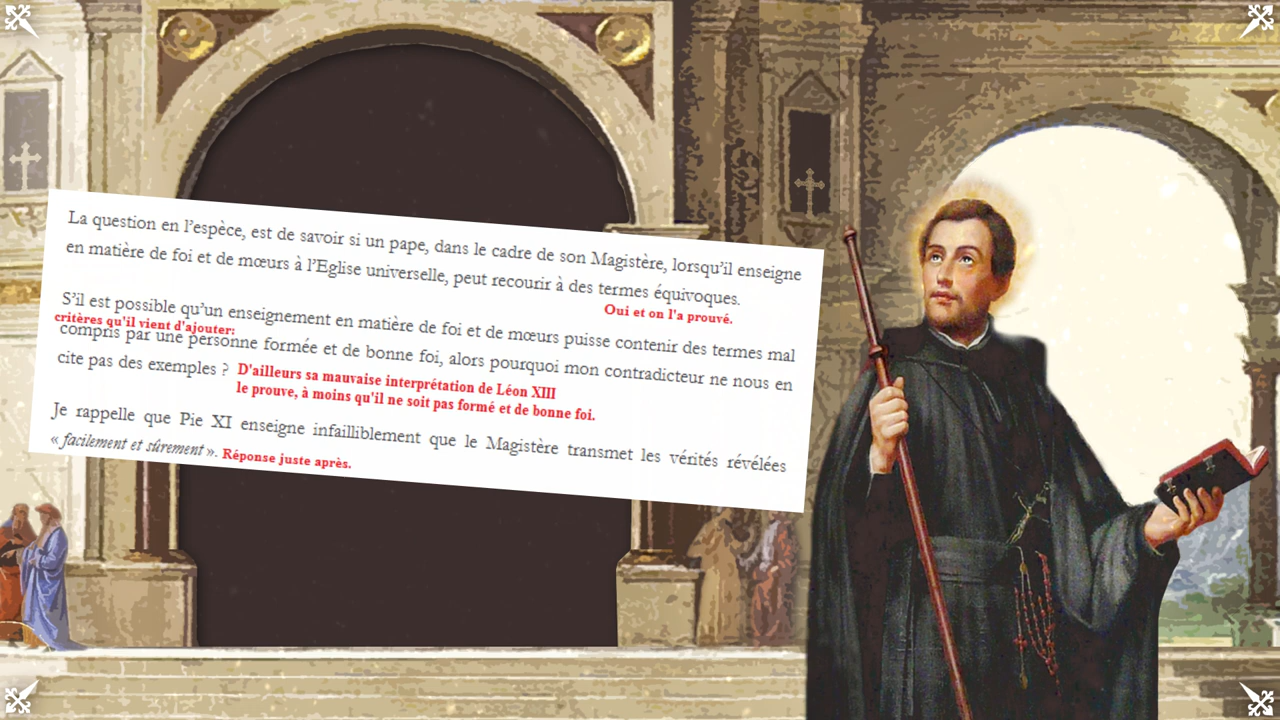 La question en l'espèce, est de savoir si un pape, dans le cadre de son Magistère, lorsqu'il enseigne
en matière de foi et de mœurs à l'Eglise universelle, peut recourir à des termes équivoques.
Oui et on l'a prouvé.
S'il est possible qu'un enseignement en matière de foi et de mœurs puisse contenir des termes mal
critères qu'il vient d'ajouter:
compris par une personne formée et de bonne foi, alors pourquoi mon contradicteur ne nous en
cite pas des exemples ? D'ailleurs sa mauvaise interprétation de Léon XIII
le prouve, à moins qu'il ne soit pas formé et de bonne foi.
Je rappelle que Pie XI enseigne infailliblement que le Magistère transmet les vérités révélées
« facilement et sûrement ». Réponse juste après.